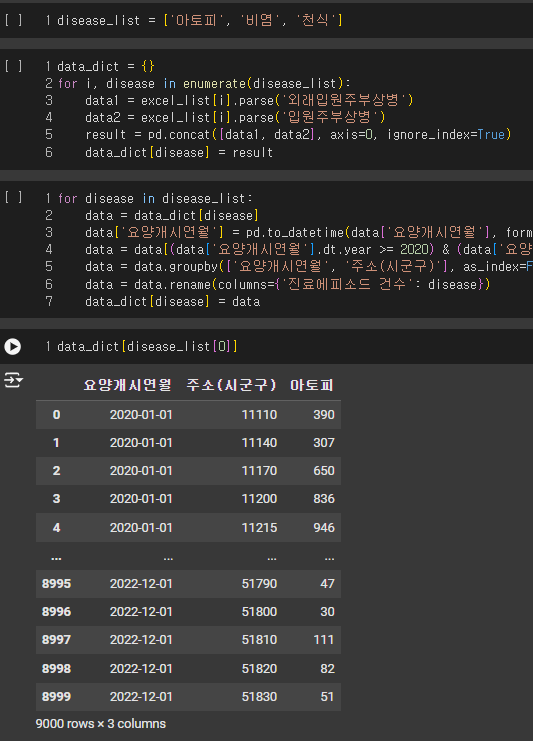 [ ] 1 disease_list = ['아토피', '비염', '천식']
[ ] 1 data_dict = {}
2 for i, disease in enumerate(disease_list):
3     data1 = excel_list[i].parse('외래입원주부상병')
4     data2 = excel_list[i].parse('입원주부상병')
5     result = pd.concat([data1, data2], axis=0, ignore_index=True)
6     data_dict[disease] = result
[ ] 1 for disease in disease_list:
2     data = data_dict[disease]
3     data['요양개시연월'] = pd.to_datetime(data['요양개시연월'], form
4     data = data[(data['요양개시연월'].dt.year >= 2020) & (data['요양
5     data = data.groupby(['요양개시연월', '주소(시군구)'], as_index=F
6     data = data.rename(columns={'진료에피소드 건수': disease})
7     data_dict[disease] = data
1 data_dict[disease_list[0]]
요양개시연월 주소(시군구) 아토피
0 2020-01-01 11110 390
1 2020-01-01 11140 307
2 2020-01-01 11170 650
3 2020-01-01 11200 836
4 2020-01-01 11215 946
... ... ... ...
8995 2022-12-01 51790 47
8996 2022-12-01 51800 30
8997 2022-12-01 51810 111
8998 2022-12-01 51820 82
8999 2022-12-01 51830 51
9000 rows × 3 columns